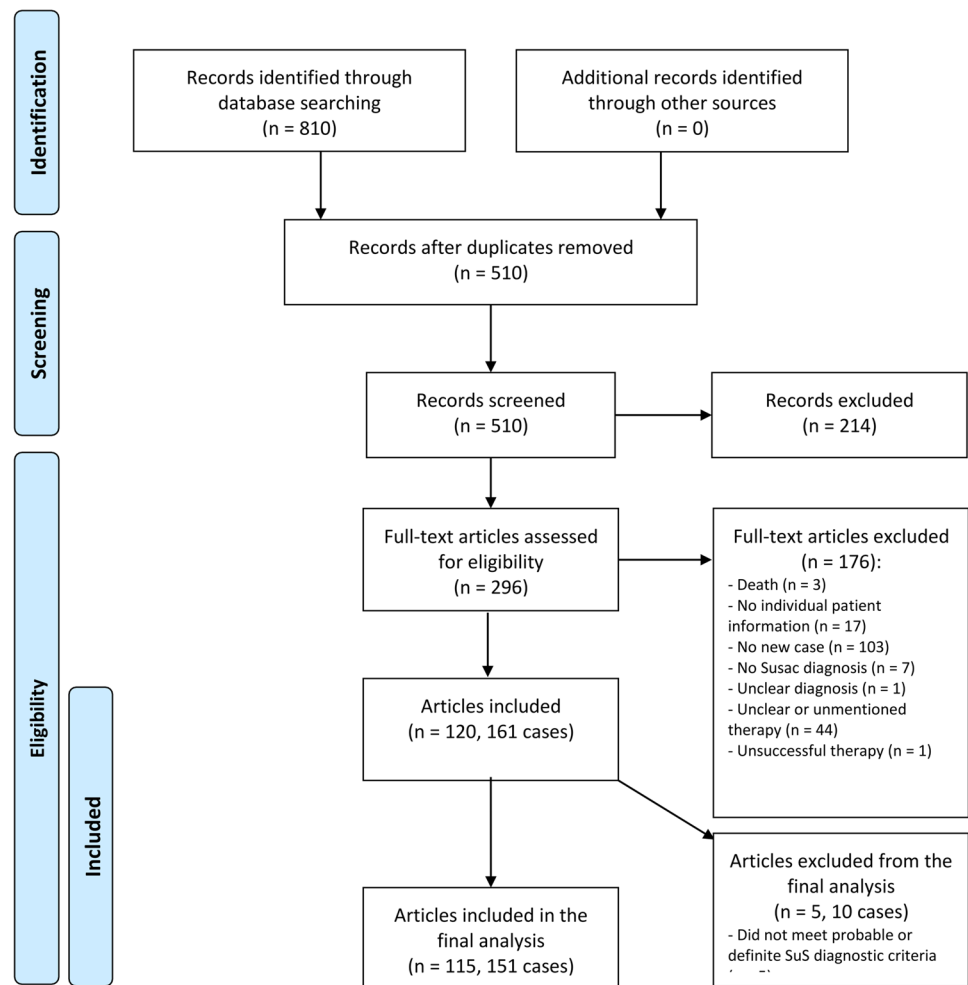 Identification
Records identified through
database searching
(n = 810)
Additional records identified
through other sources
(n = 0)
Records after duplicates removed
(n = 510)
Screening
Records screened
(n = 510)
Records excluded
(n = 214)
Eligibility
Full-text articles assessed
for eligibility
(n = 296)
Full-text articles excluded
(n = 176):
- Death (n = 3)
- No individual patient
information (n = 17)
- No new case (n = 103)
- No Susac diagnosis (n = 7)
- Unclear diagnosis (n = 1)
- Unclear or unmentioned
therapy (n = 44)
- Unsuccessful therapy (n = 1)
Articles included
(n = 120, 161 cases)
Included
Articles excluded from the
final analysis
(n = 5, 10 cases)
- Did not meet probable or
definite SuS diagnostic criteria
Articles included in the
final analysis
(n = 115, 151 cases)